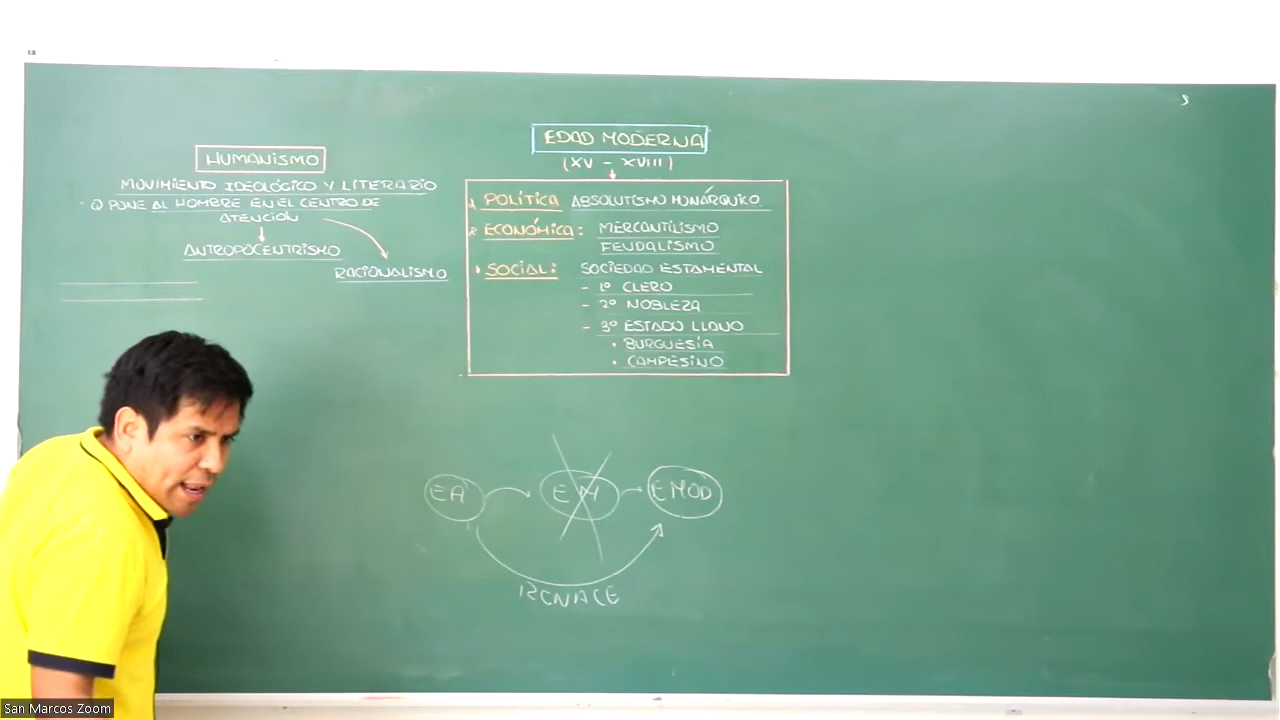 HUMANISMO
MOVIMIENTO IDEOLÓGICO Y LITERARIO
Q PONE AL HOMBRE EN EL CENTRO DE
ATENCIÓN
ANTROPOCENTRISMO
RACIONALISMO
EDAD MODERNA
(XV - XVIII)
POLÍTICA ABSOLUTISMO MONÁRQUICO
ECONÓMICA: MERCANTILISMO
FEUDALISMO
SOCIAL: SOCIEDAD ESTAMENTAL
- 1º CLERO
- 2º NOBLEZA
- 3º ESTADO LLANO
• BURGUESÍA
• CAMPESINO
EA EM EMOD
RENACE
San Marcos Zoom